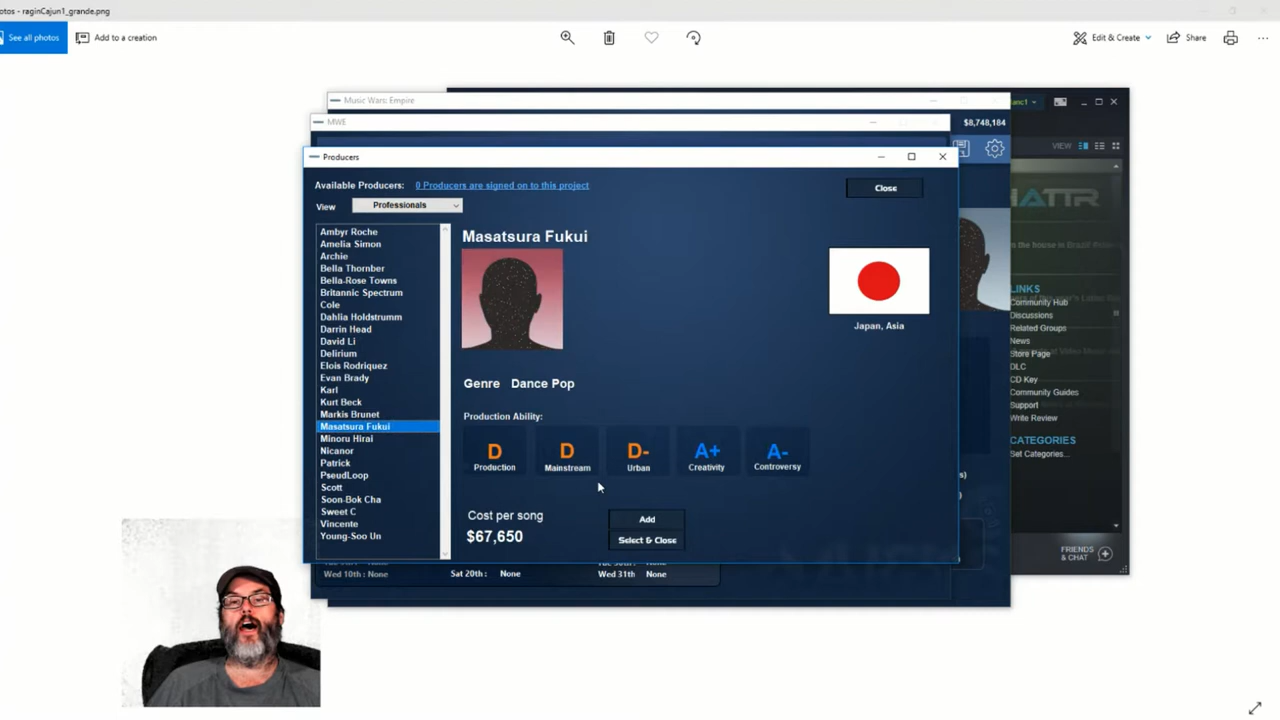 otos - raginCajun1_grande.png
See all photos
Add to a creation
Edit & Create
Share
Music Wars: Empire
MWE
$8,748,184
Producers
Available Producers:
0 Producers are signed on to this project
Close
View
Professionals
Ambyr Roche
Amelia Simon
Archie
Bella Thornber
Bella-Rose Towns
Britannic Spectrum
Cole
Dahlia Holdstrumm
Darrin Head
David Li
Delirium
Elois Rodriquez
Evan Brady
Karl
Kurt Beck
Markis Brunet
Masatsura Fukui
Minoru Hirai
Nicanor
Patrick
PseudLoop
Scott
Soon-Bok Cha
Sweet C
Vincente
Young-Soo Un
Masatsura Fukui
Japan, Asia
Genre Dance Pop
Production Ability:
D
Production
D
Mainstream
D-
Urban
A+
Creativity
A-
Controversy
Cost per song
$67,650
Add
Select & Close
Wed 10th : None
Sat 20th : None
Wed 31th : None
VIEW
HATTR
LINKS
Community Hub
Discussions
Related Groups
News
Store Page
DLC
CD Key
Community Guides
Support
Write Review
CATEGORIES
Set Categories...
FRIENDS
& CHAT